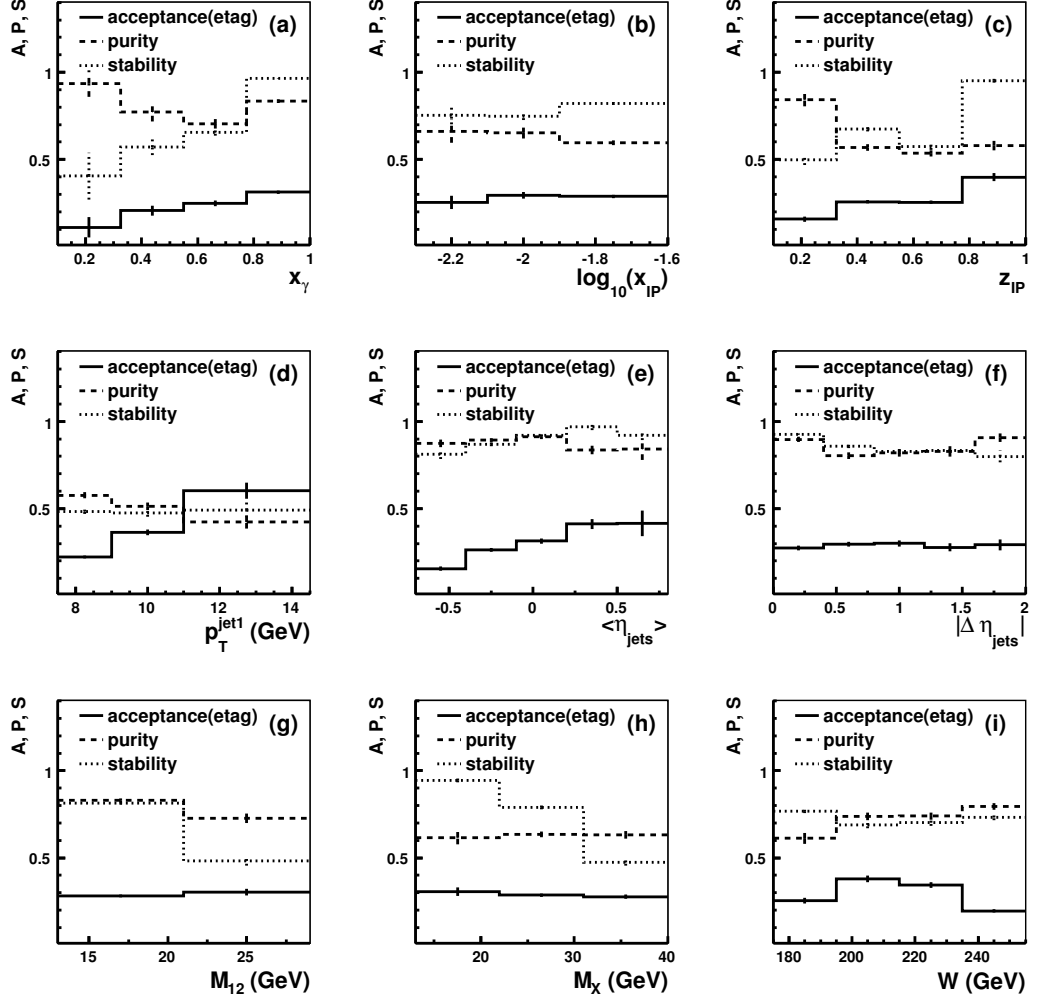 A, P, S
acceptance(etag) (a)
purity
stability
1
0.5
0.2 0.4 0.6 0.8 1
xγ
A, P, S
acceptance(etag) (b)
purity
stability
1
0.5
-2.2 -2 -1.8 -1.6
log10(xIP)
A, P, S
acceptance(etag) (c)
purity
stability
1
0.5
0.2 0.4 0.6 0.8 1
zIP
A, P, S
acceptance(etag) (d)
purity
stability
1
0.5
8 10 12 14
pTjet1 (GeV)
A, P, S
acceptance(etag) (e)
purity
stability
1
0.5
-0.5 0 0.5
<ηjets>
A, P, S
acceptance(etag) (f)
purity
stability
1
0.5
0 0.5 1 1.5 2
|Δ ηjets|
A, P, S
acceptance(etag) (g)
purity
stability
1
0.5
15 20 25
M12 (GeV)
A, P, S
acceptance(etag) (h)
purity
stability
1
0.5
20 30 40
MX (GeV)
A, P, S
acceptance(etag) (i)
purity
stability
1
0.5
180 200 220 240
W (GeV)